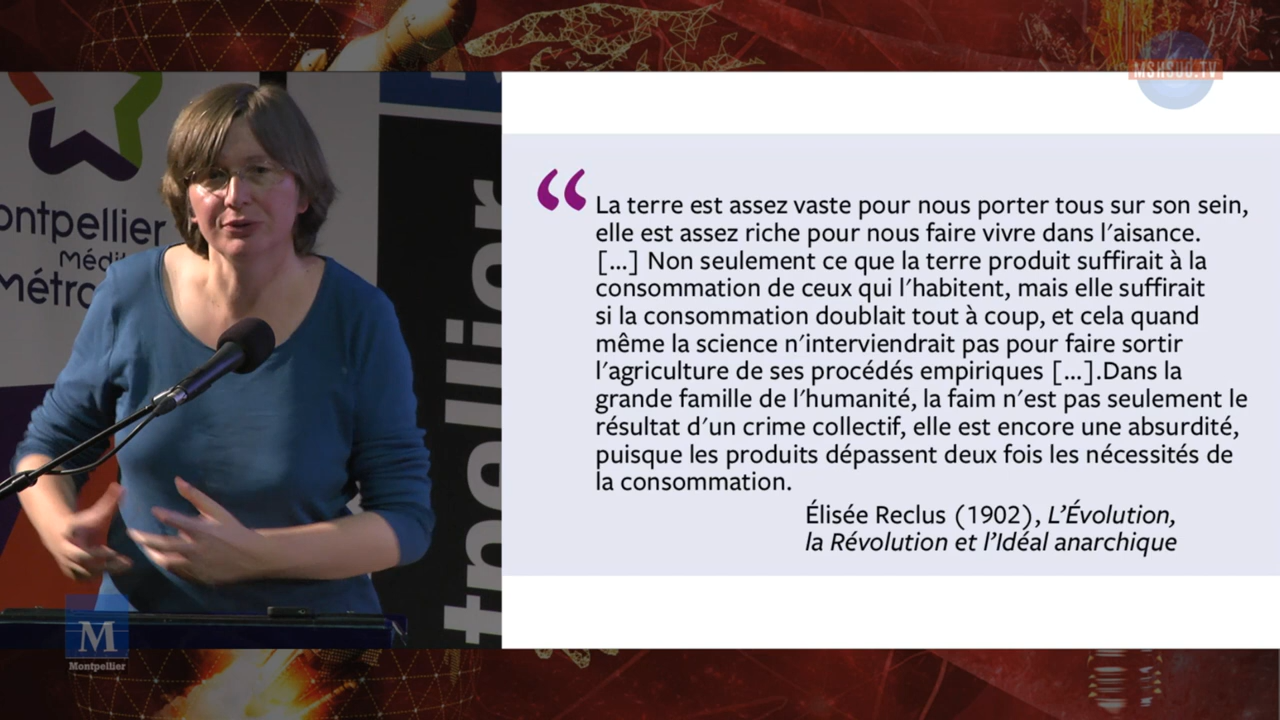 MSHSUD.TV
ontpellier
Médi
Métro
tpellier
M
Montpellier
“
La terre est assez vaste pour nous porter tous sur son sein,
elle est assez riche pour nous faire vivre dans l'aisance.
[...] Non seulement ce que la terre produit suffirait à la
consommation de ceux qui l'habitent, mais elle suffirait
si la consommation doublait tout à coup, et cela quand
même la science n'interviendrait pas pour faire sortir
l'agriculture de ses procédés empiriques [...].Dans la
grande famille de l'humanité, la faim n'est pas seulement le
résultat d'un crime collectif, elle est encore une absurdité,
puisque les produits dépassent deux fois les nécessités de
la consommation.
Élisée Reclus (1902), L'Évolution,
la Révolution et l'Idéal anarchique